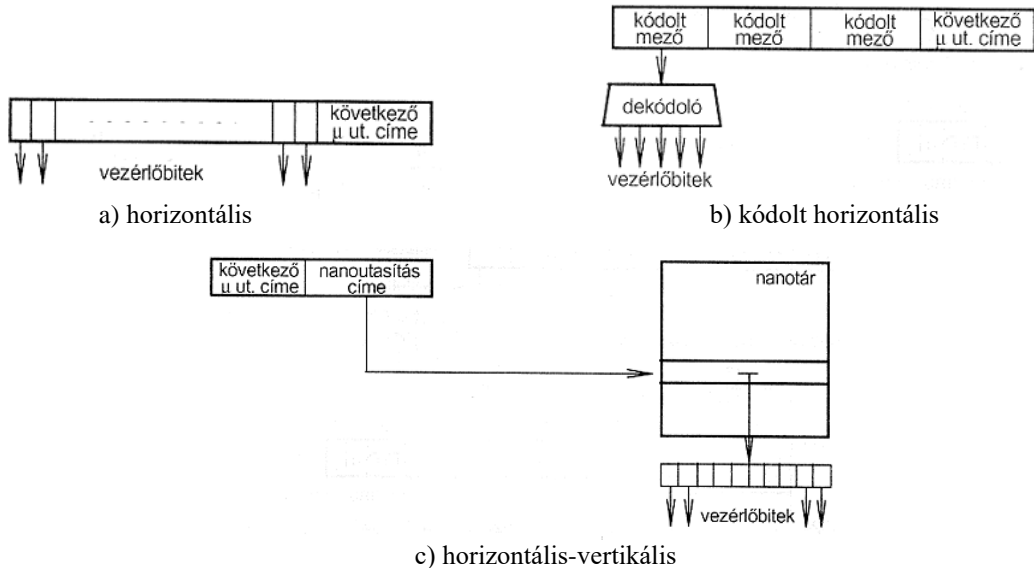 következő
μ ut. címe
vezérlőbitek
a) horizontális
kódolt
mező
kódolt
mező
kódolt
mező
következő
μ ut. címe
dekódoló
vezérlőbitek
b) kódolt horizontális
következő
μ ut. címe
nanoutasítás
címe
nanotár
vezérlőbitek
c) horizontális-vertikális